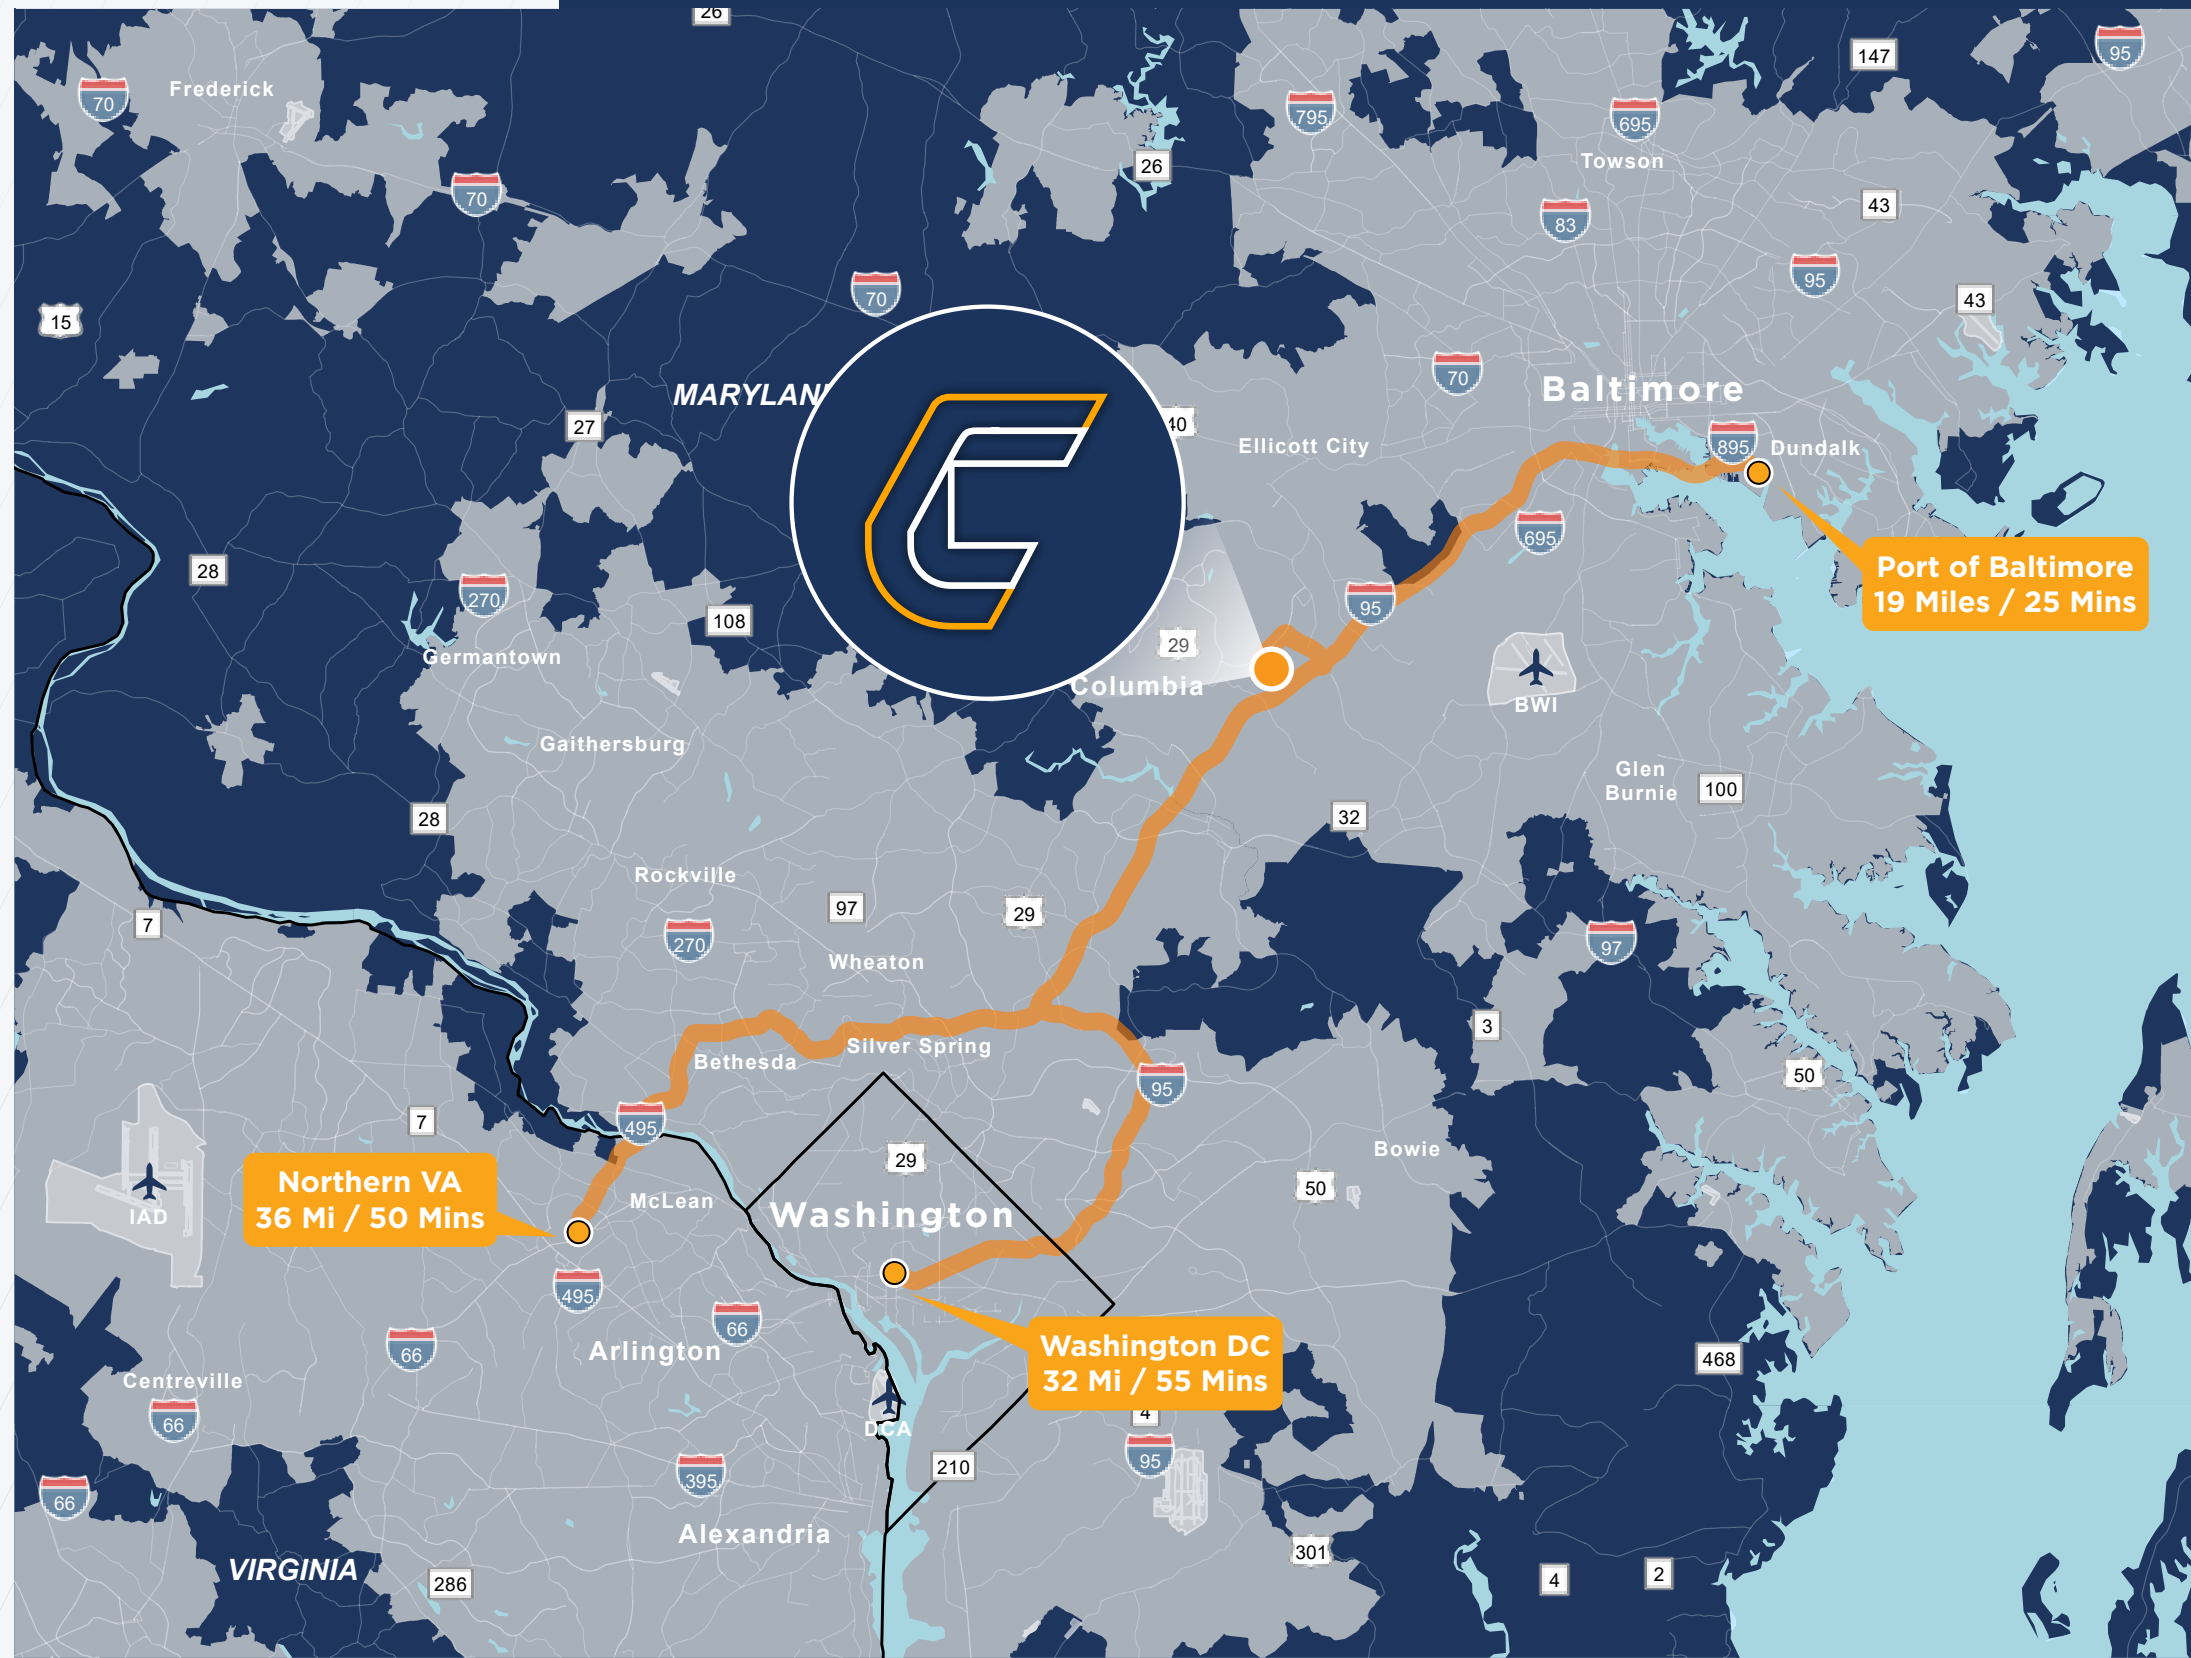 26
147
95
Frederick
70
795
695
Towson
26
70
43
83
95
70
43
15
70
MARYLAN
Baltimore
40
27
Ellicott City
895
Dundalk
695
Port of Baltimore
19 Miles / 25 Mins
28
270
95
108
29
Germantown
Columbia
BWI
Gaithersburg
Glen
Burnie
100
28
32
Rockville
97
29
7
270
97
Wheaton
3
Silver Spring
Bethesda
50
95
7
495
29
Bowie
Northern VA
36 Mi / 50 Mins
50
IAD
McLean
Washington
495
66
66
Arlington
Washington DC
32 Mi / 55 Mins
468
Centreville
66
DCA
4
95
210
395
66
Alexandria
301
VIRGINIA
286
4
2